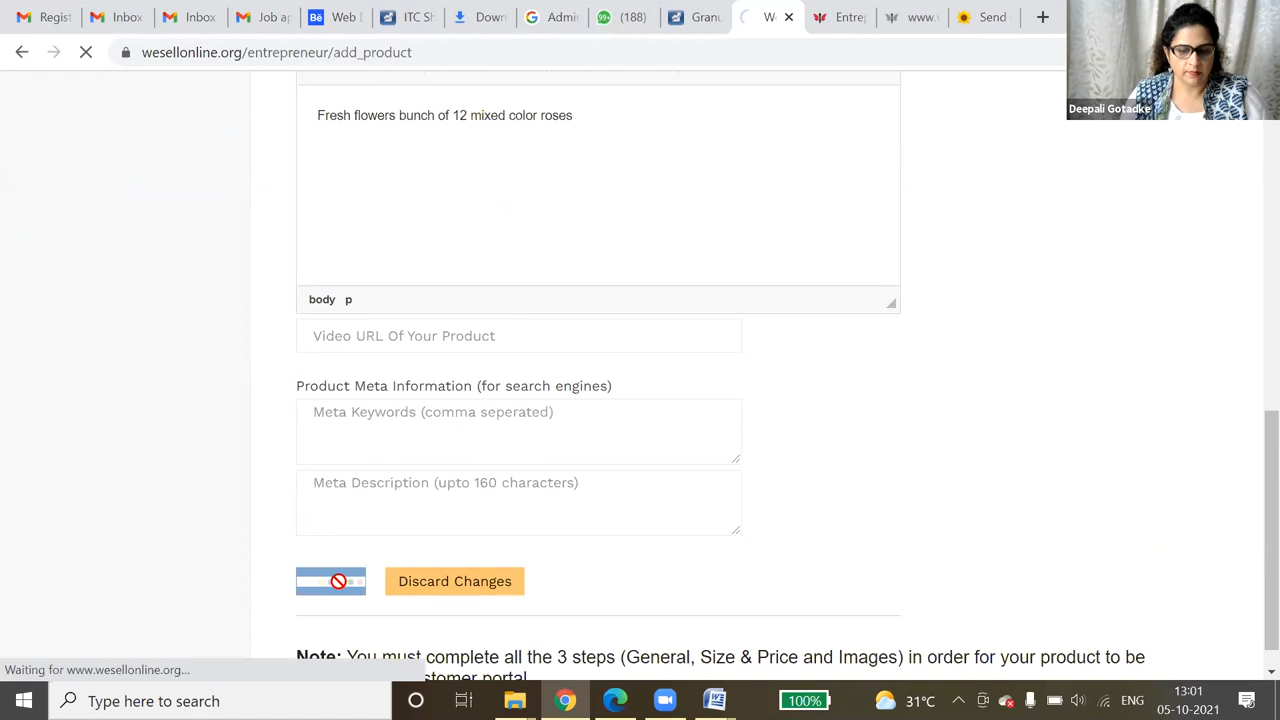 Regist
Inbox
Inbox
Job ap
Web D
ITC Sh
Down
Admi
99+
(188)
Granu
W
Entrep
www.
Send
wesellonline.org/entrepreneur/add_product
Deepali Gotadke
Fresh flowers bunch of 12 mixed color roses
body p
Video URL Of Your Product
Product Meta Information (for search engines)
Meta Keywords (comma seperated)
Meta Description (upto 160 characters)
Discard Changes
Note: You must complete all the 3 steps (General, Size & Price and Images) in order for your product to be
stomer portal
Waiting for www.wesellonline.org...
Type here to search
100%
31°C
ENG
13:01
05-10-2021